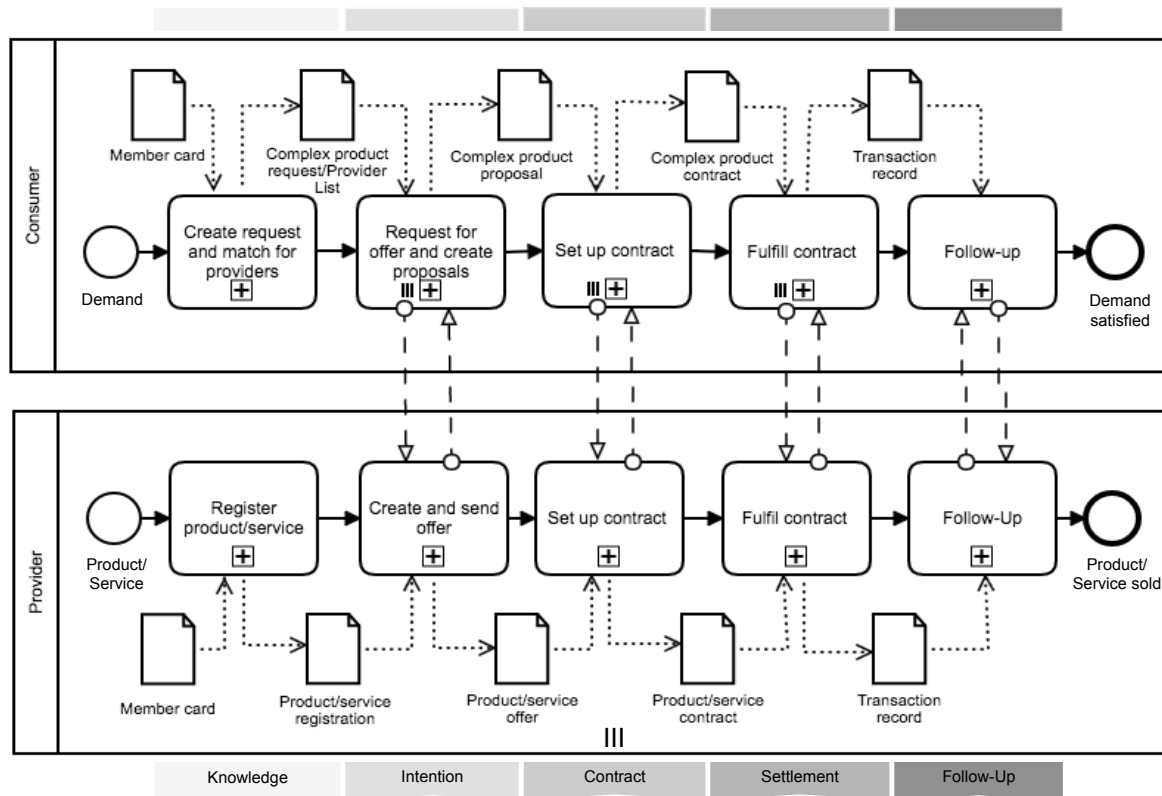 Consumer
Member card
Complex product
request/Provider
List
Complex product
proposal
Complex product
contract
Transaction
record
Demand
Create request
and match for
providers
Request for
offer and create
proposals
Set up contract
Fulfill contract
Follow-up
Demand
satisfied
Provider
Product/
Service
Register
product/service
Create and send
offer
Set up contract
Fulfil contract
Follow-Up
Product/
Service sold
Member card
Product/service
registration
Product/service
offer
Product/service
contract
Transaction
record
Knowledge
Intention
Contract
Settlement
Follow-Up